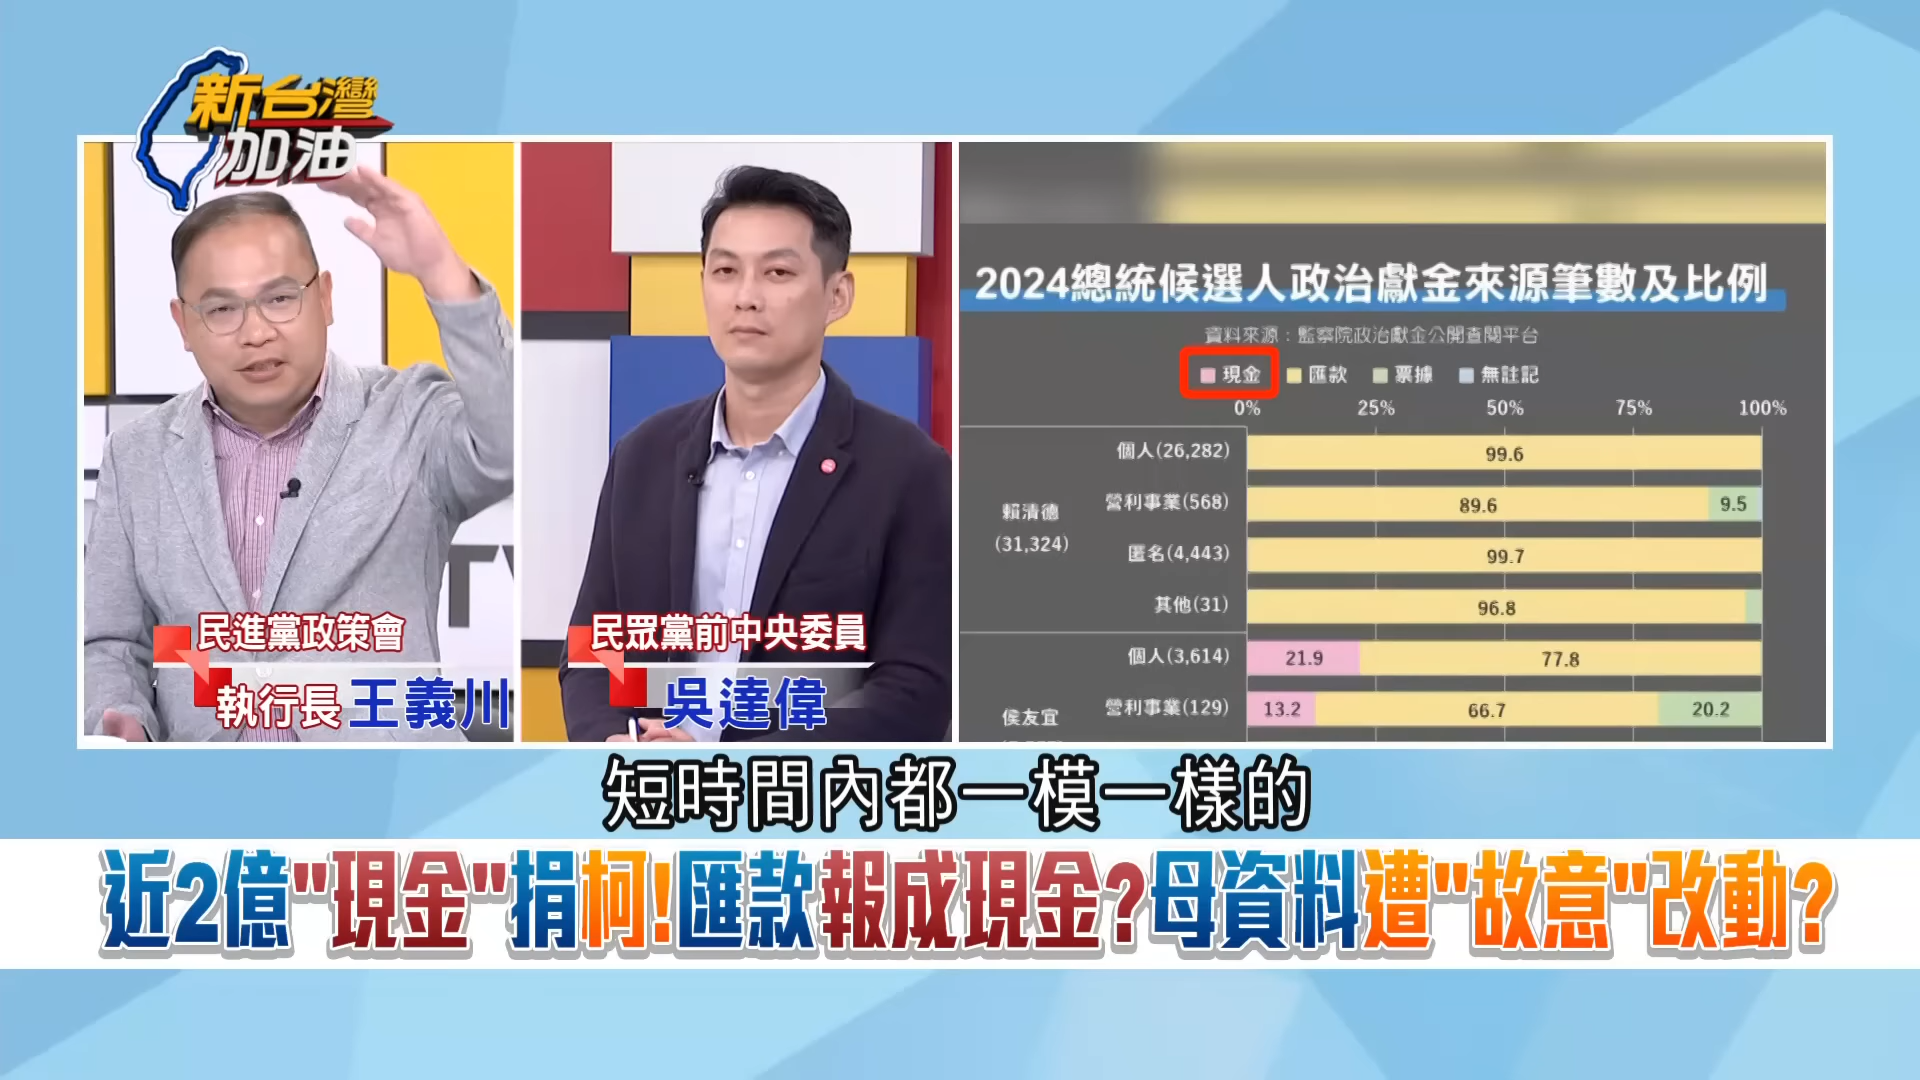 新台灣
加油
民進黨政策會
執行長 王義川
民眾黨前中央委員
吳達偉
2024總統候選人政治獻金來源筆數及比例
資料來源：監察院政治獻金公開查閱平台
現金 匯款 票據 無註記
0% 25% 50% 75% 100%
賴清德
(31,324)
個人(26,282) 99.6
營利事業(568) 89.6 9.5
匿名(4,443) 99.7
其他(31) 96.8
侯友宜
個人(3,614) 21.9 77.8
營利事業(129) 13.2 66.7 20.2
短時間內都一模一樣的
近2億"現金"捐柯!匯款報成現金?母資料遭"故意"改動?